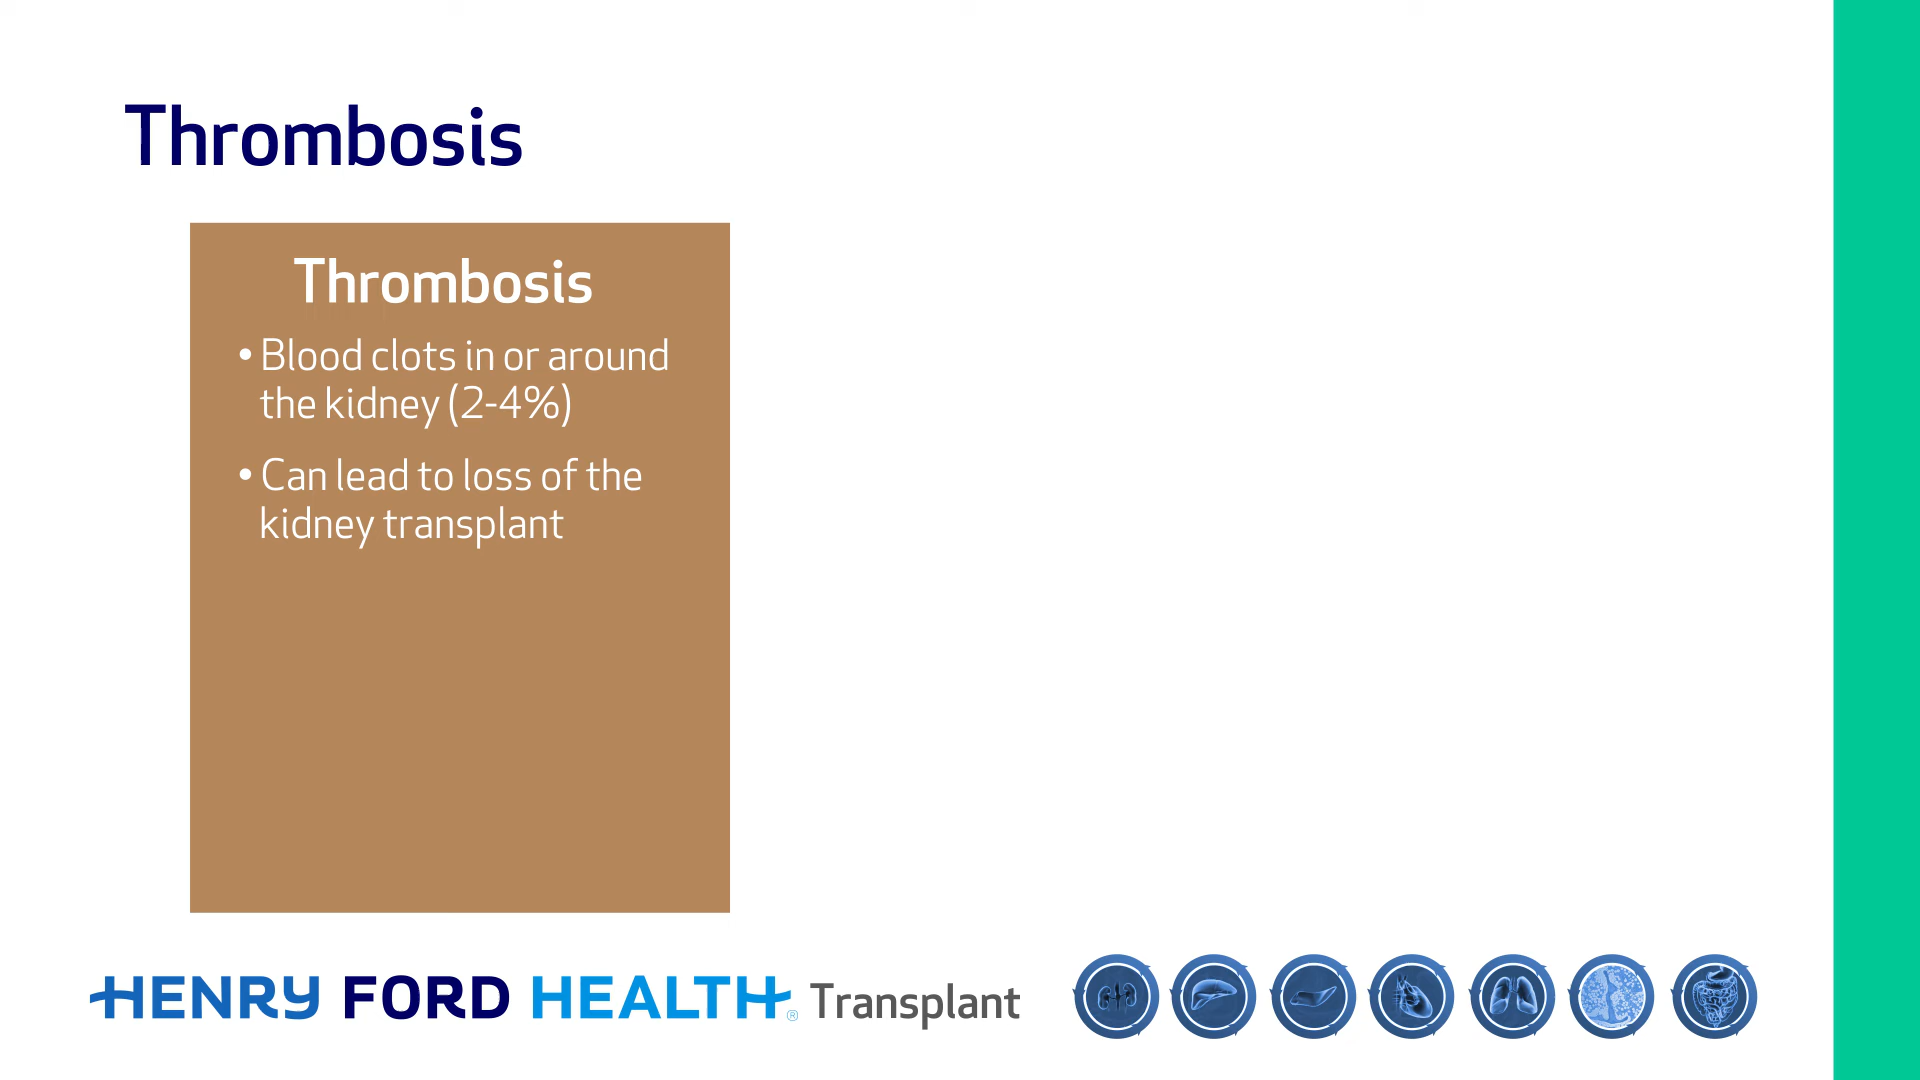 Thrombosis
Thrombosis
• Blood clots in or around
the kidney (2-4%)
• Can lead to loss of the
kidney transplant
HENRY FORD HEALTH® Transplant